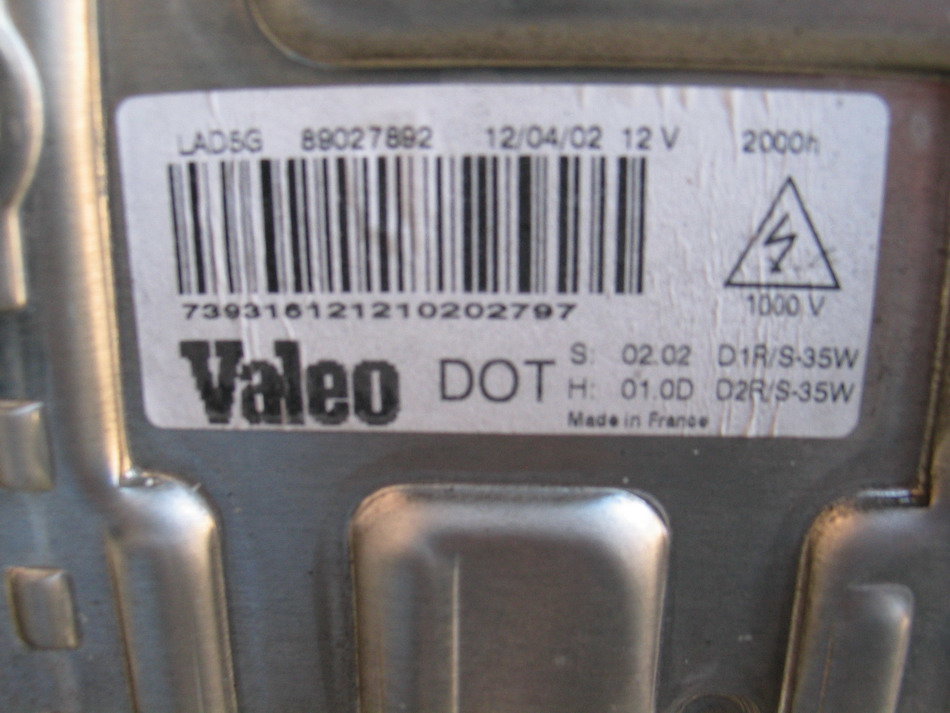 LAD5G 89027892 12/04/02 12 V 2000h
739316121210202797
1000 V
Valeo DOT S: 02.02 D1R/S-35W
H: 01.0D D2R/S-35W
Made in France